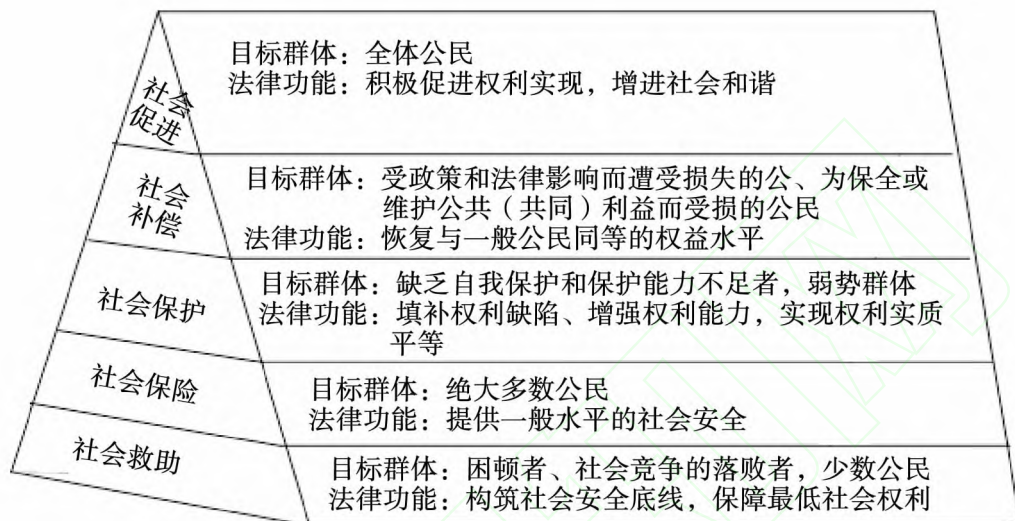 社会
促进
目标群体：全体公民
法律功能：积极促进权利实现，增进社会和谐
社会
补偿
目标群体：受政策和法律影响而遭受损失的公、为保全或
维护公共（共同）利益而受损的公民
法律功能：恢复与一般公民同等的权益水平
社会保护
目标群体：缺乏自我保护和保护能力不足者，弱势群体
法律功能：填补权利缺陷、增强权利能力，实现权利实质
平等
社会保险
目标群体：绝大多数公民
法律功能：提供一般水平的社会安全
社会救助
目标群体：困顿者、社会竞争的落败者，少数公民
法律功能：构筑社会安全底线，保障最低社会权利